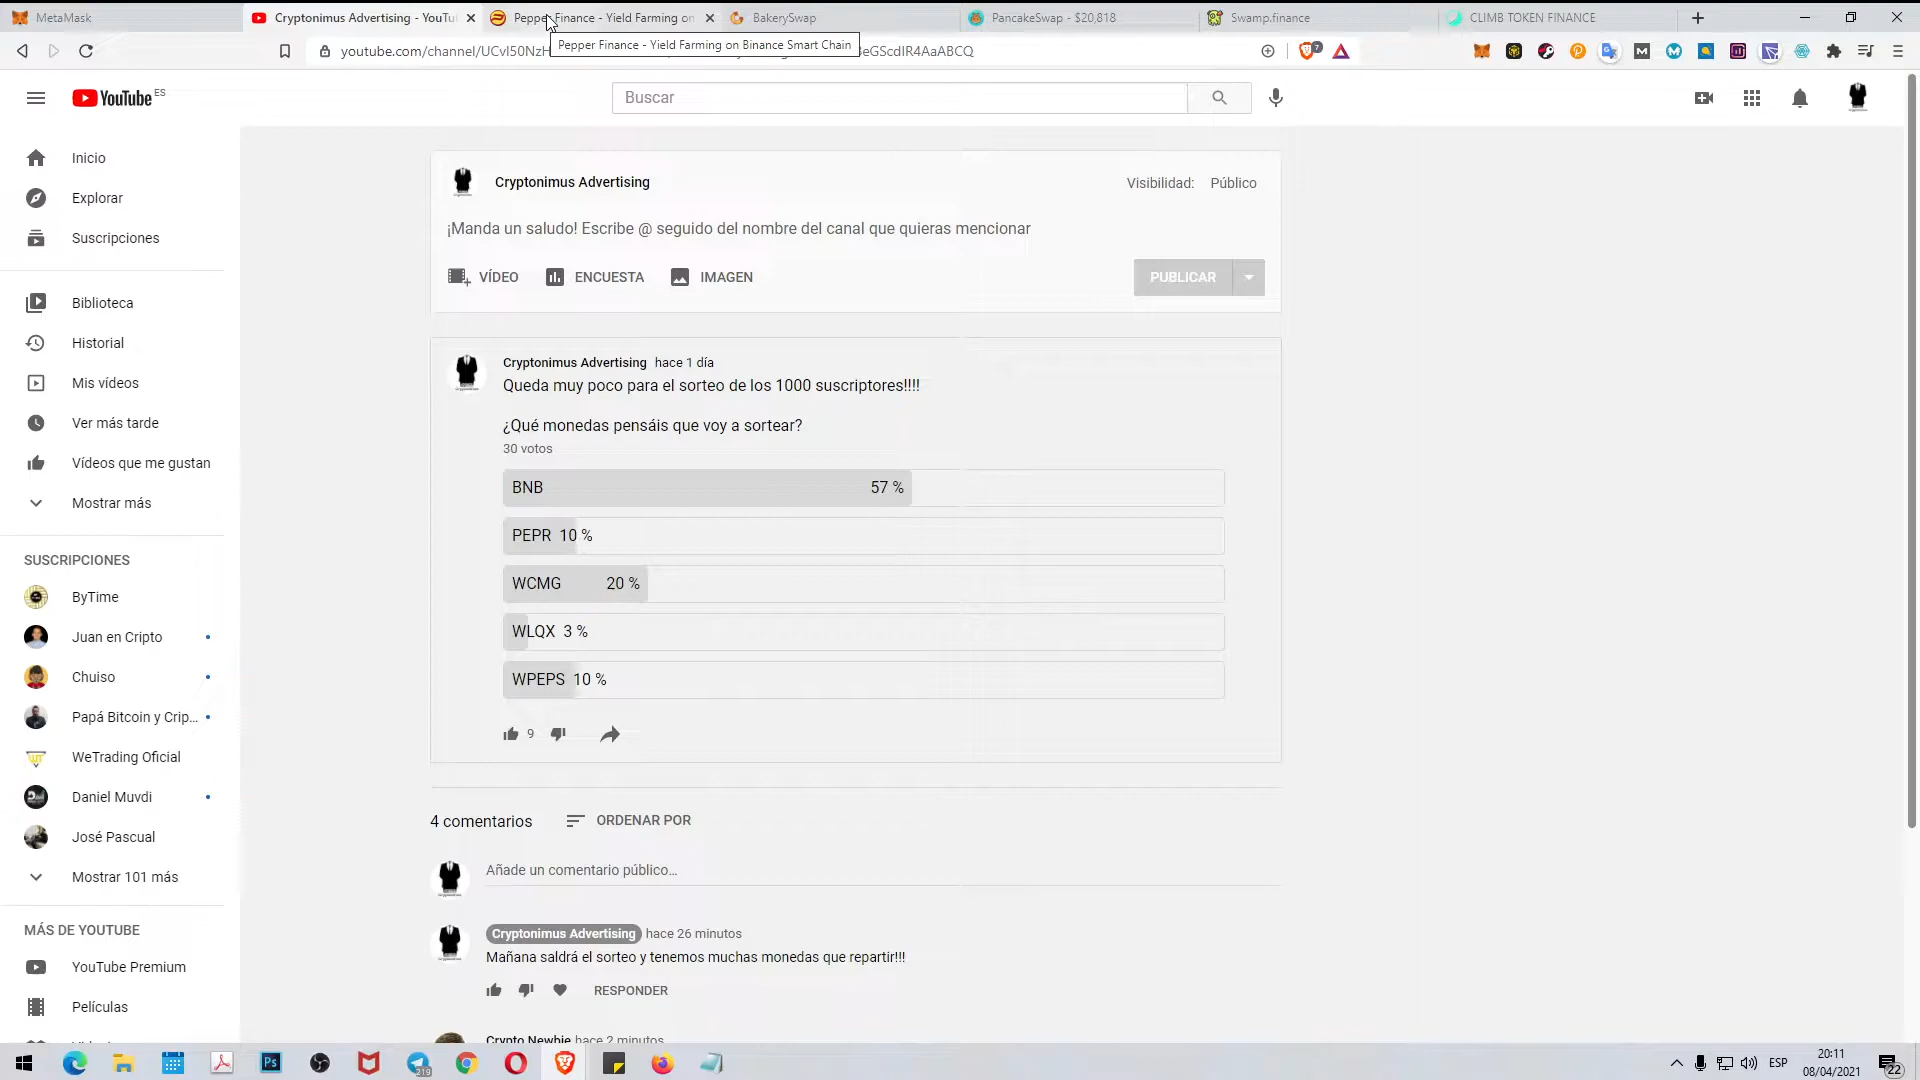 MetaMask
Cryptonimus Advertising - YouTu
Pepper Finance - Yield Farming on
BakerySwap
PancakeSwap - $20,818
Swamp.finance
CLIMB TOKEN FINANCE
Pepper Finance - Yield Farming on Binance Smart Chain
7
YouTube ES
Buscar
Inicio
Explorar
Suscripciones
Biblioteca
Historial
Mis vídeos
Ver más tarde
Vídeos que me gustan
Mostrar más
SUSCRIPCIONES
ByTime
Juan en Cripto
Chuiso
Papá Bitcoin y Crip...
WeTrading Oficial
Daniel Muvdi
José Pascual
Mostrar 101 más
MÁS DE YOUTUBE
YouTube Premium
Películas
Cryptonimus Advertising
Visibilidad: Público
¡Manda un saludo! Escribe @ seguido del nombre del canal que quieras mencionar
VÍDEO ENCUESTA IMAGEN
PUBLICAR
Cryptonimus Advertising hace 1 día
Queda muy poco para el sorteo de los 1000 suscriptores!!!!
¿Qué monedas pensáis que voy a sortear?
30 votos
BNB 57 %
PEPR 10 %
WCMG 20 %
WLQX 3 %
WPEPS 10 %
9
4 comentarios ORDENAR POR
Añade un comentario público...
Cryptonimus Advertising hace 26 minutos
Mañana saldrá el sorteo y tenemos muchas monedas que repartir!!!
RESPONDER
Crypto Newbie hace 2 minutos
219
ESP
20:11
08/04/2021
22